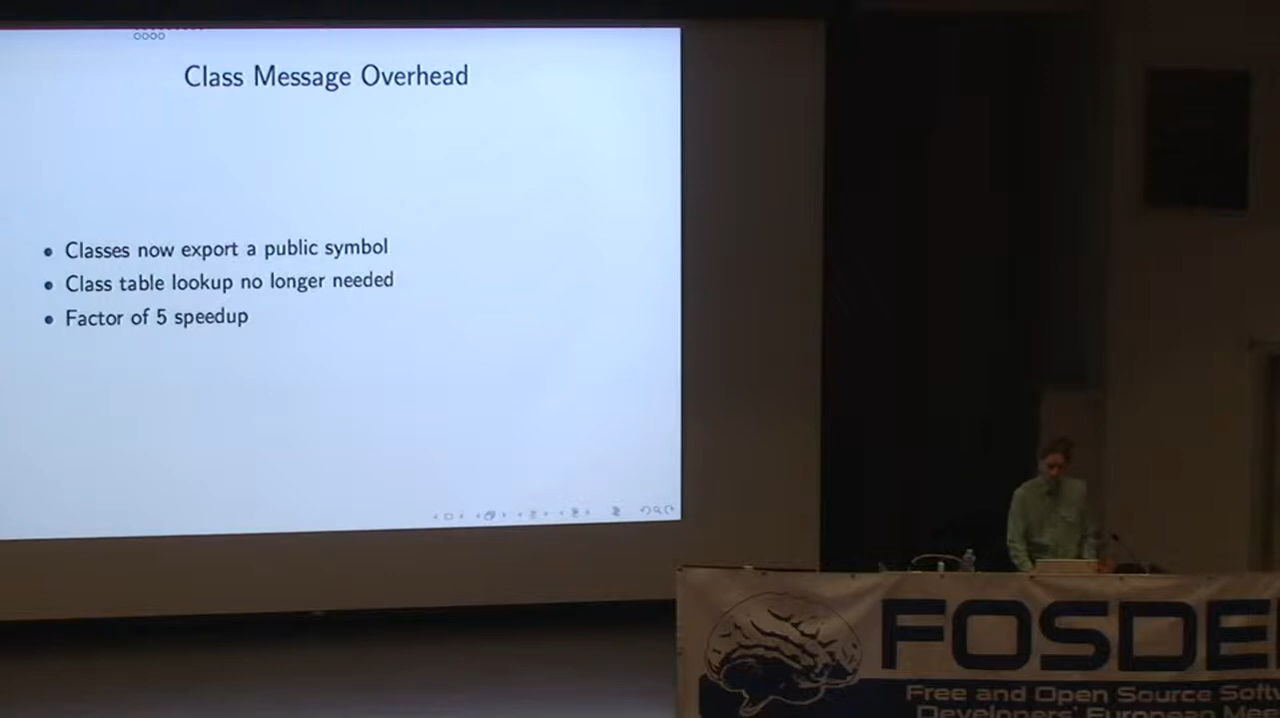 Class Message Overhead
• Classes now export a public symbol
• Class table lookup no longer needed
• Factor of 5 speedup
FOSDE
Free and Open Source Softw
Developers' European Mee